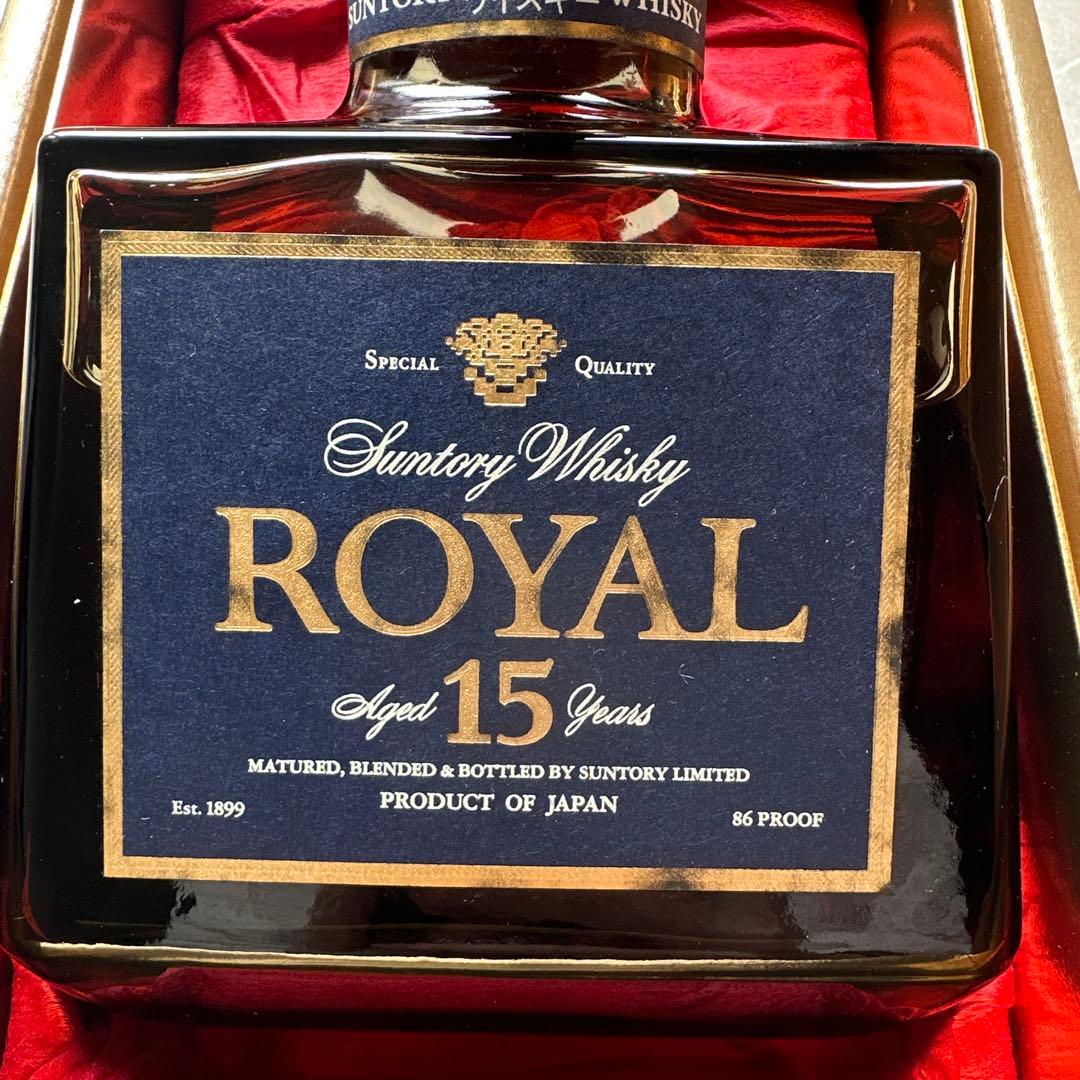 SUNTORY ウイスキー WHISKY
SPECIAL QUALITY
Suntory Whisky
ROYAL
Aged 15 Years
MATURED, BLENDED & BOTTLED BY SUNTORY LIMITED
Est. 1899 PRODUCT OF JAPAN 86 PROOF